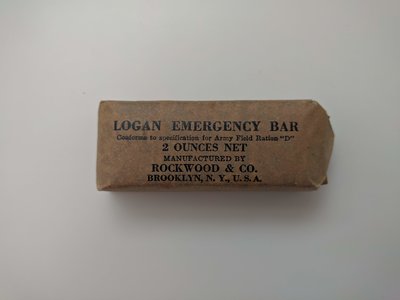 LOGAN EMERGENCY BAR
Conforms to specification for Army Field Ration "D"
2 OUNCES NET
MANUFACTURED BY
ROCKWOOD & CO.
BROOKLYN, N. Y., U. S. A.